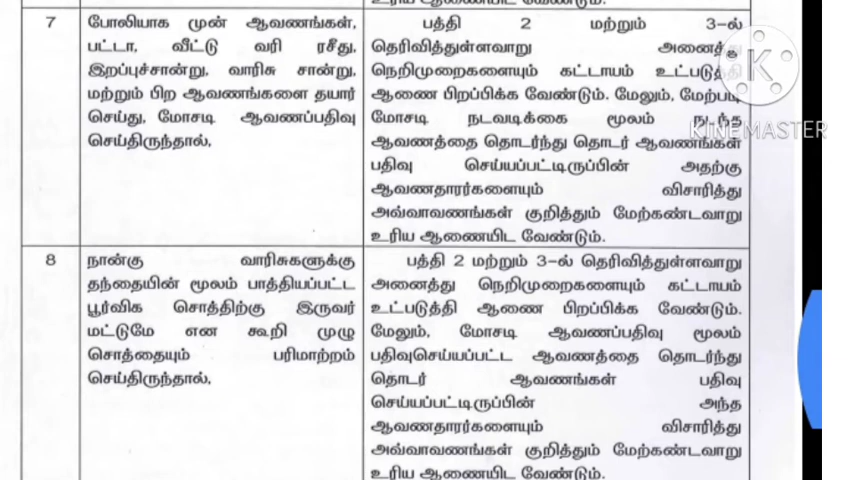 உரிய ஆணையிட வேண்டும்.
7
போலியாக முன் ஆவணங்கள்,
பட்டா, வீட்டு வரி ரசீது,
இறப்புச்சான்று, வாரிசு சான்று,
மற்றும் பிற ஆவணங்களை தயார்
செய்து, மோசடி ஆவணப்பதிவு
செய்திருந்தால்,
பத்தி 2 மற்றும் 3-ல்
தெரிவித்துள்ளவாறு அனைத்து
நெறிமுறைகளையும் கட்டாயம் உட்படுத்தி
ஆணை பிறப்பிக்க வேண்டும். மேலும், மேற்படி
மோசடி நடவடிக்கை மூலம் நடந்த
ஆவணத்தை தொடர்ந்து தொடர் ஆவணங்கள்
பதிவு செய்யப்பட்டிருப்பின் அதற்கு
ஆவணதாரர்களையும் விசாரித்து
அவ்வாவணங்கள் குறித்தும் மேற்கண்டவாறு
உரிய ஆணையிட வேண்டும்.
8
நான்கு வாரிசுகளுக்கு
தந்தையின் மூலம் பாத்தியப்பட்ட
பூர்விக சொத்திற்கு இருவர்
மட்டுமே என கூறி முழு
சொத்தையும் பரிமாற்றம்
செய்திருந்தால்,
பத்தி 2 மற்றும் 3-ல் தெரிவித்துள்ளவாறு
அனைத்து நெறிமுறைகளையும் கட்டாயம்
உட்படுத்தி ஆணை பிறப்பிக்க வேண்டும்.
மேலும், மோசடி ஆவணப்பதிவு மூலம்
பதிவுசெய்யப்பட்ட ஆவணத்தை தொடர்ந்து
தொடர் ஆவணங்கள் பதிவு
செய்யப்பட்டிருப்பின் அந்த
ஆவணதாரர்களையும் விசாரித்து
அவ்வாவணங்கள் குறித்தும் மேற்கண்டவாறு
உரிய ஆணையிட வேண்டும்.
K
KINEMASTER